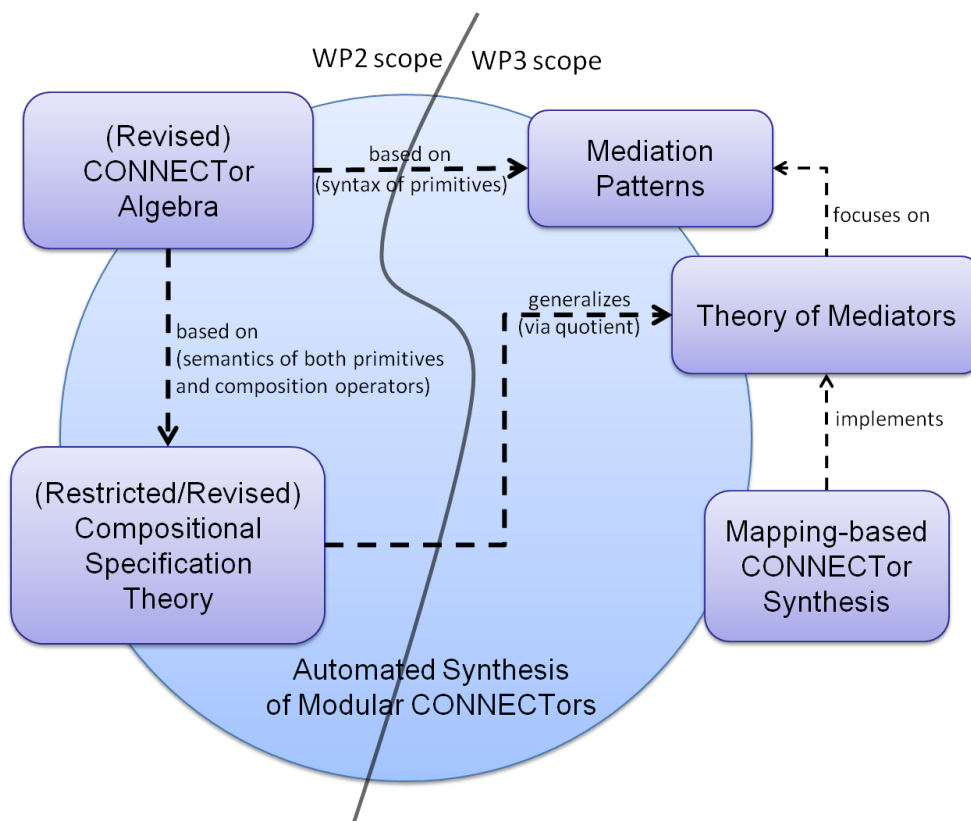 WP2 scope
WP3 scope
(Revised)
CONNECTor
Algebra
based on
(syntax of primitives)
Mediation
Patterns
focuses on
based on
(semantics of both primitives
and composition operators)
generalizes
(via quotient)
Theory of Mediators
implements
(Restricted/Revised)
Compositional
Specification
Theory
Mapping-based
CONNECTor
Synthesis
Automated Synthesis
of Modular CONNECTors